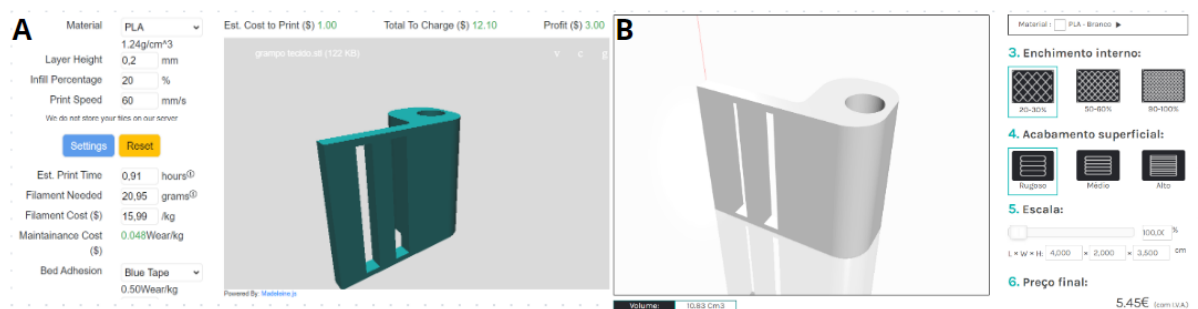 A
Material PLA
1.24g/cm^3
Layer Height 0,2 mm
Infill Percentage 20 %
Print Speed 60 mm/s
We do not store your files on our server
Settings Reset
Est. Print Time 0,91 hours
Filament Needed 20,95 grams
Filament Cost ($) 15,99 /kg
Maintainance Cost ($) 0.048Wear/kg
Bed Adhesion Blue Tape
0.50Wear/kg
Est. Cost to Print ($) 1.00 Total To Charge ($) 12.10 Profit ($) 3.00
grampo tecido.stl (122 KB) v c g
Powered By: Madeleine.js
B
Volume: 10.83 Cm3
Material: PLA - Branco
3. Enchimento interno:
20-30% 50-60% 90-100%
4. Acabamento superficial:
Rugoso Médio Alto
5. Escala:
100,0 %
L × W × H: 4,000 × 2,000 × 3,500 cm
6. Preço final:
5.45€ (com I.V.A.)